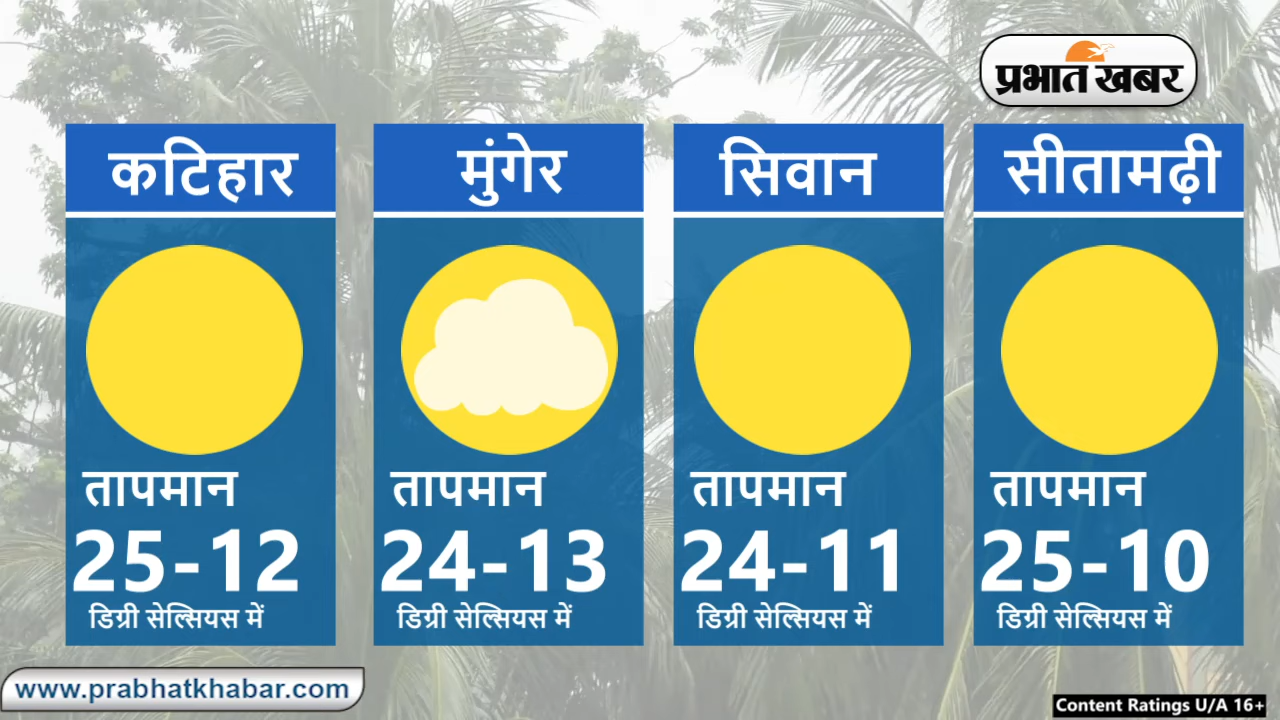 प्रभात खबर
कटिहार
तापमान
25-12
डिग्री सेल्सियस में
मुंगेर
तापमान
24-13
डिग्री सेल्सियस में
सिवान
तापमान
24-11
डिग्री सेल्सियस में
सीतामढ़ी
तापमान
25-10
डिग्री सेल्सियस में
www.prabhatkhabar.com
Content Ratings U/A 16+